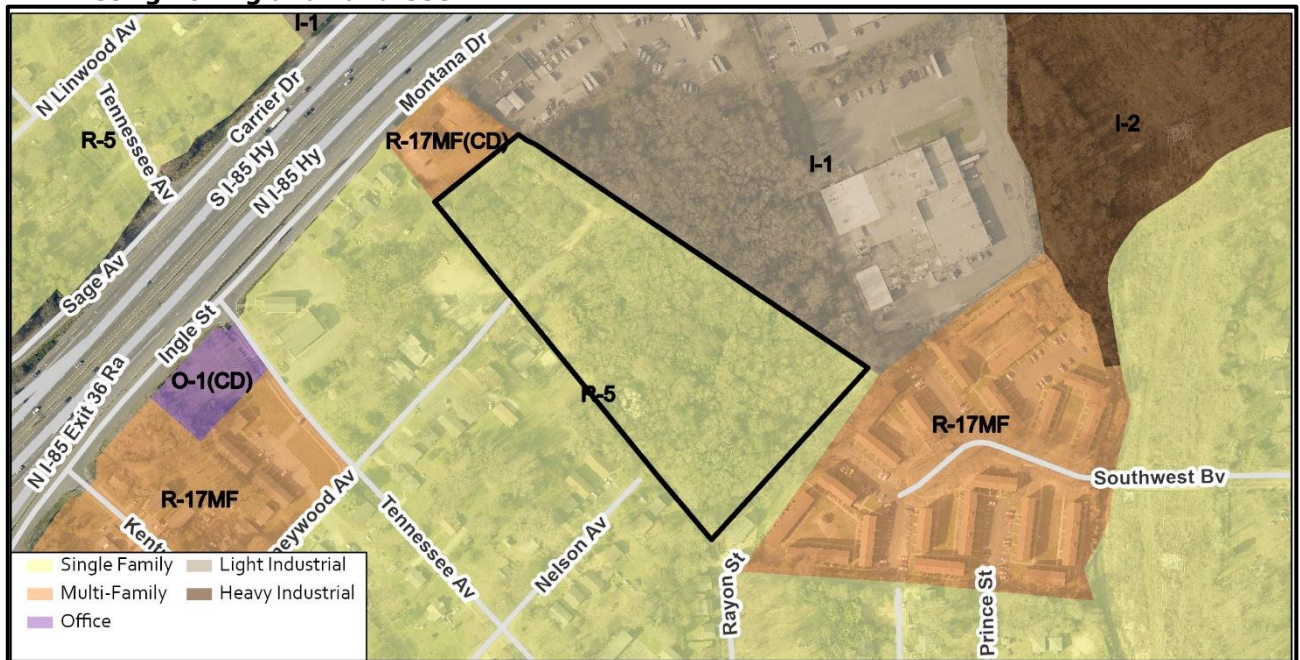 I-1
N Linwood Av
Tennessee Av
R-5
Carrier Dr
S I-85 Hy
N I-85 Hy
Montana Dr
Sage Av
R-17MF(CD)
I-1
I-2
Ingle St
O-1(CD)
N I-85 Exit 36 Ra
R-17MF
Tennessee Av
Nelson Av
R-5
R-17MF
Southwest Bv
Rayon St
Prince St
Single Family
Light Industrial
Multi-Family
Heavy Industrial
Office